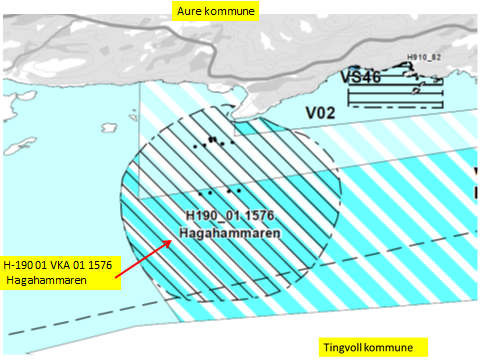 Aure kommune
H910_82
VS46
V02
H190_01 1576
Hagahammaren
H-190 01 VKA 01 1576
Hagahammaren
Tingvoll kommune